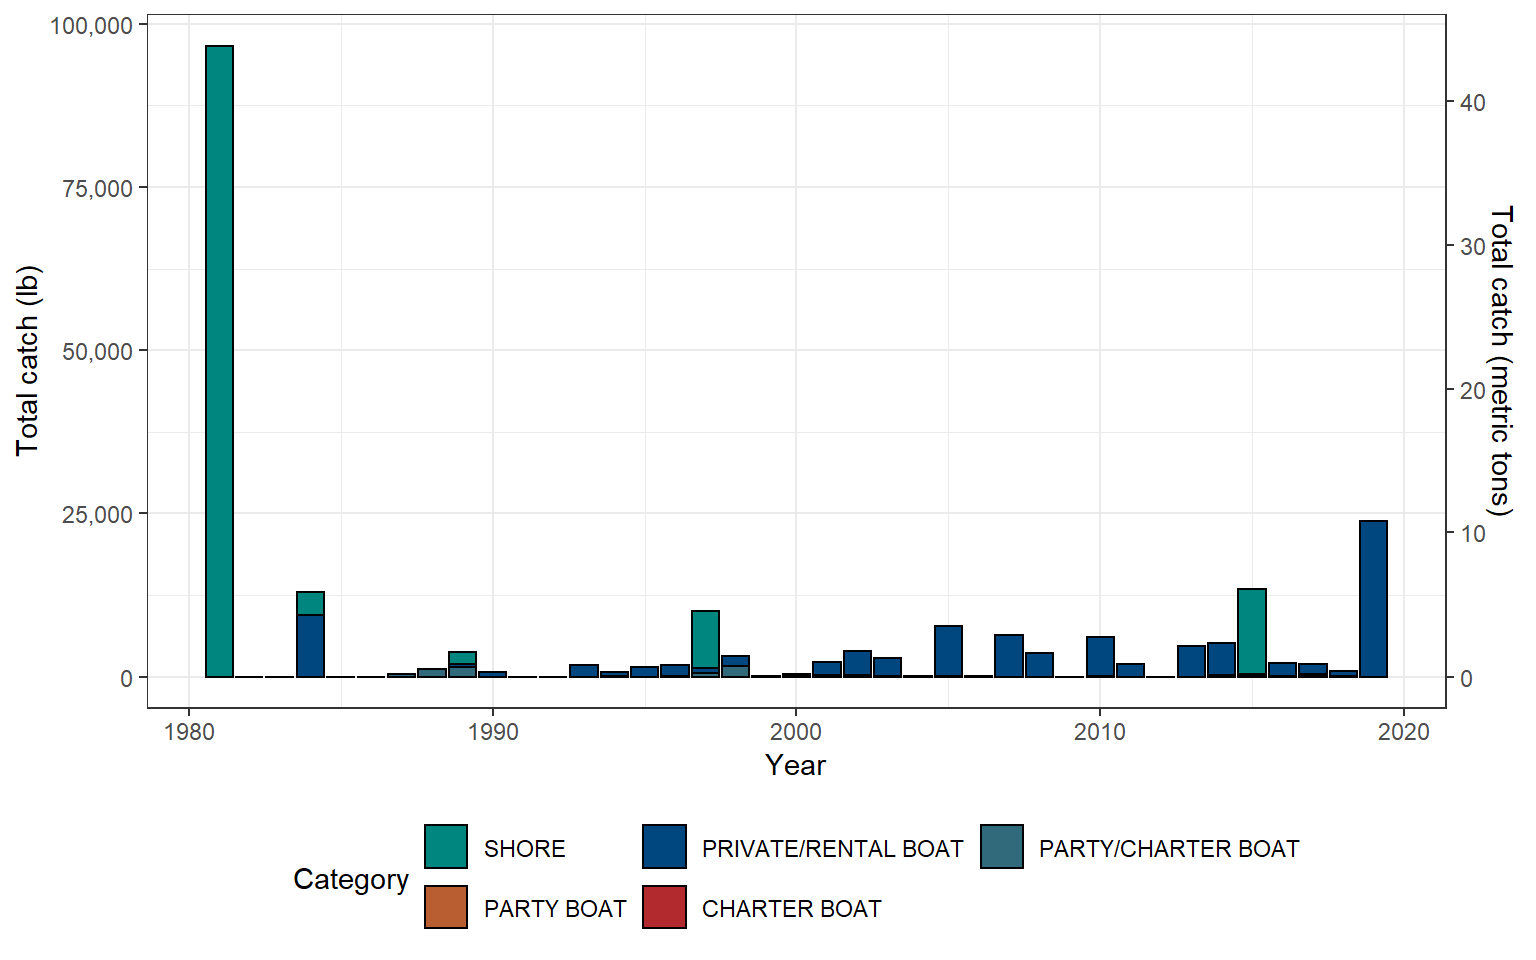 100,000
75,000
50,000
25,000
0
Total catch (lb)
40
30
20
10
0
Total catch (metric tons)
1980 1990 2000 2010 2020
Year
Category
SHORE PRIVATE/RENTAL BOAT PARTY/CHARTER BOAT
PARTY BOAT CHARTER BOAT